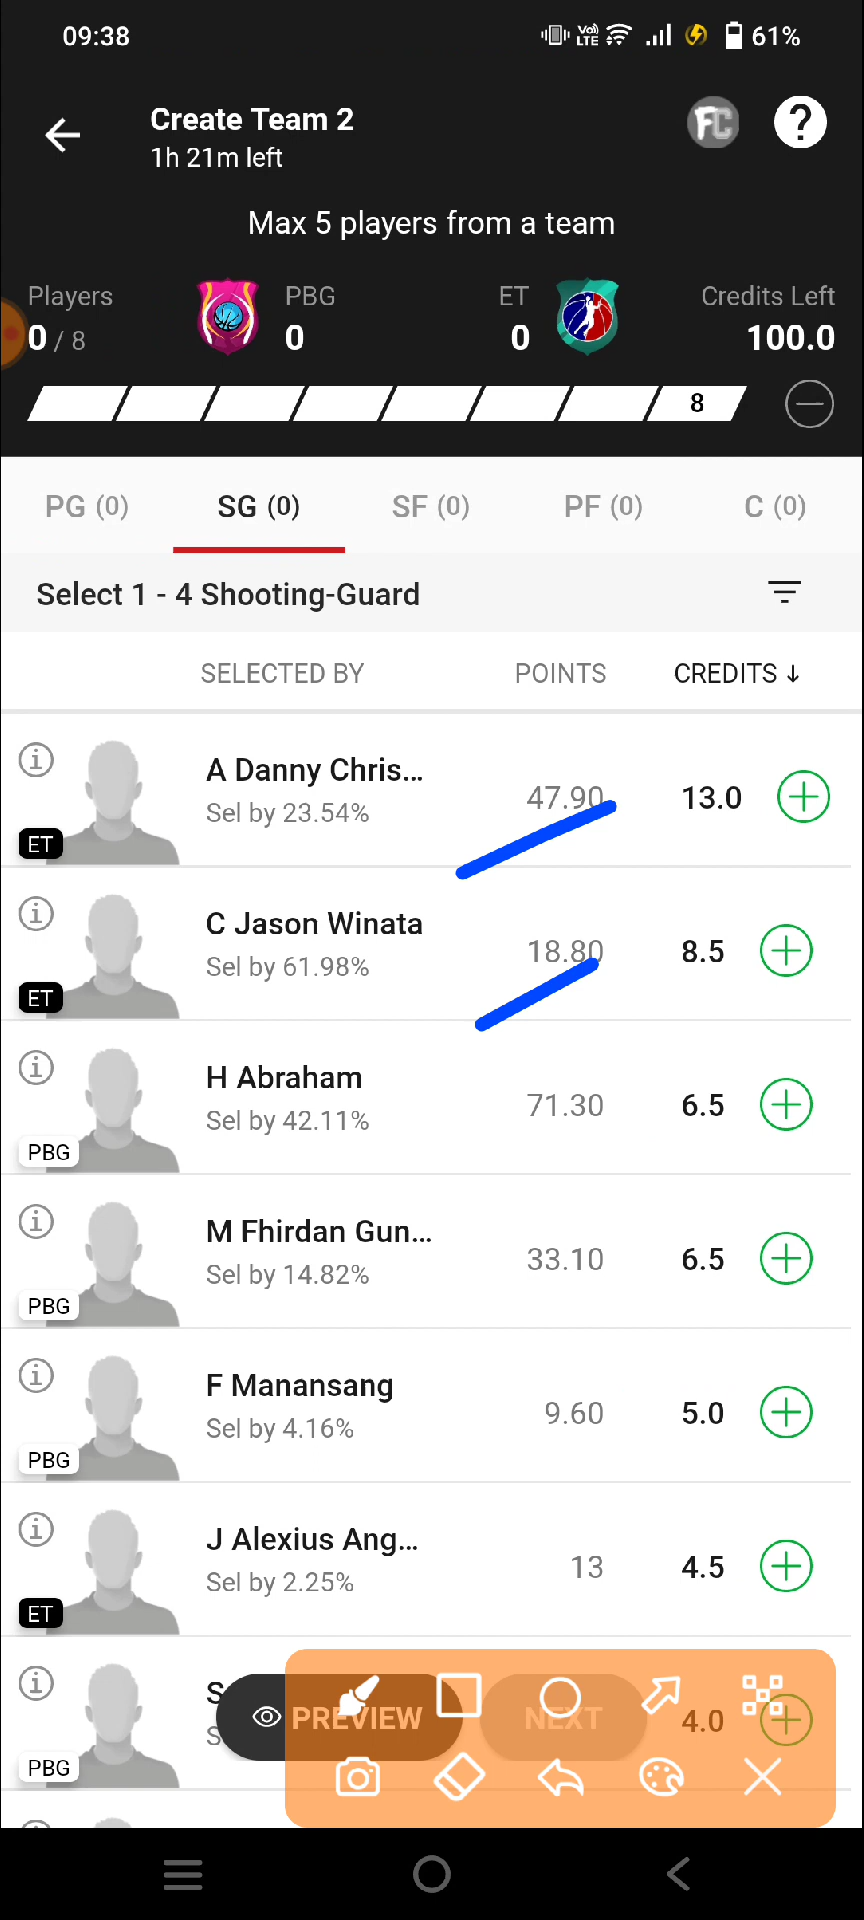 09:38
Vo) LTE
61%
Create Team 2
1h 21m left
FC
?
Max 5 players from a team
Players
0 / 8
PBG
0
ET
0
Credits Left
100.0
8
PG (0)
SG (0)
SF (0)
PF (0)
C (0)
Select 1 - 4 Shooting-Guard
SELECTED BY
POINTS
CREDITS ↓
A Danny Chris...
Sel by 23.54%
47.90
13.0
ET
C Jason Winata
Sel by 61.98%
18.80
8.5
ET
H Abraham
Sel by 42.11%
71.30
6.5
PBG
M Fhirdan Gun...
Sel by 14.82%
33.10
6.5
PBG
F Manansang
Sel by 4.16%
9.60
5.0
PBG
J Alexius Ang...
Sel by 2.25%
13
4.5
ET
S
S
PREVIEW
NEXT
4.0
PBG